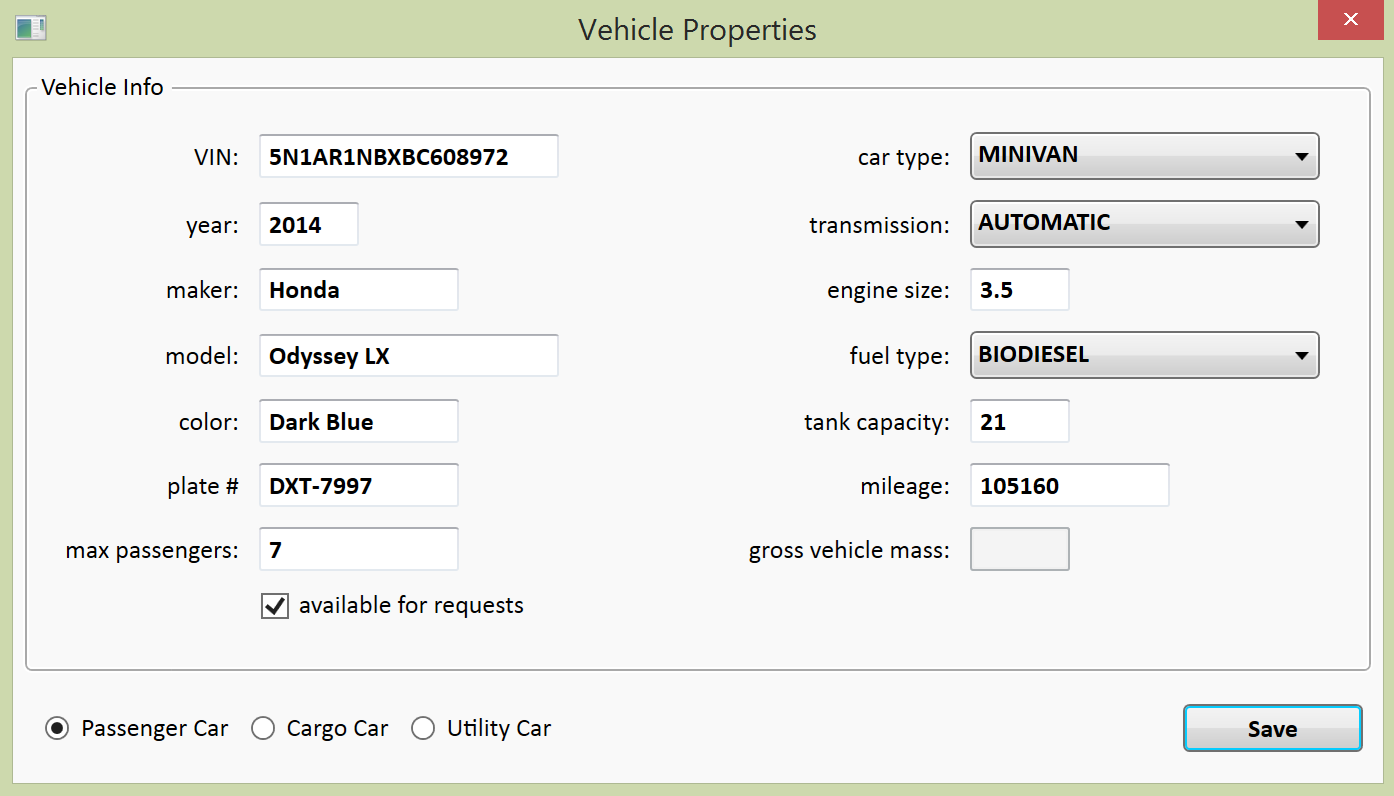 Vehicle Properties
Vehicle Info
VIN: 5N1AR1NBXBC608972
year: 2014
maker: Honda
model: Odyssey LX
color: Dark Blue
plate # DXT-7997
max passengers: 7
available for requests
car type: MINIVAN
transmission: AUTOMATIC
engine size: 3.5
fuel type: BIODIESEL
tank capacity: 21
mileage: 105160
gross vehicle mass:
Passenger Car Cargo Car Utility Car
Save